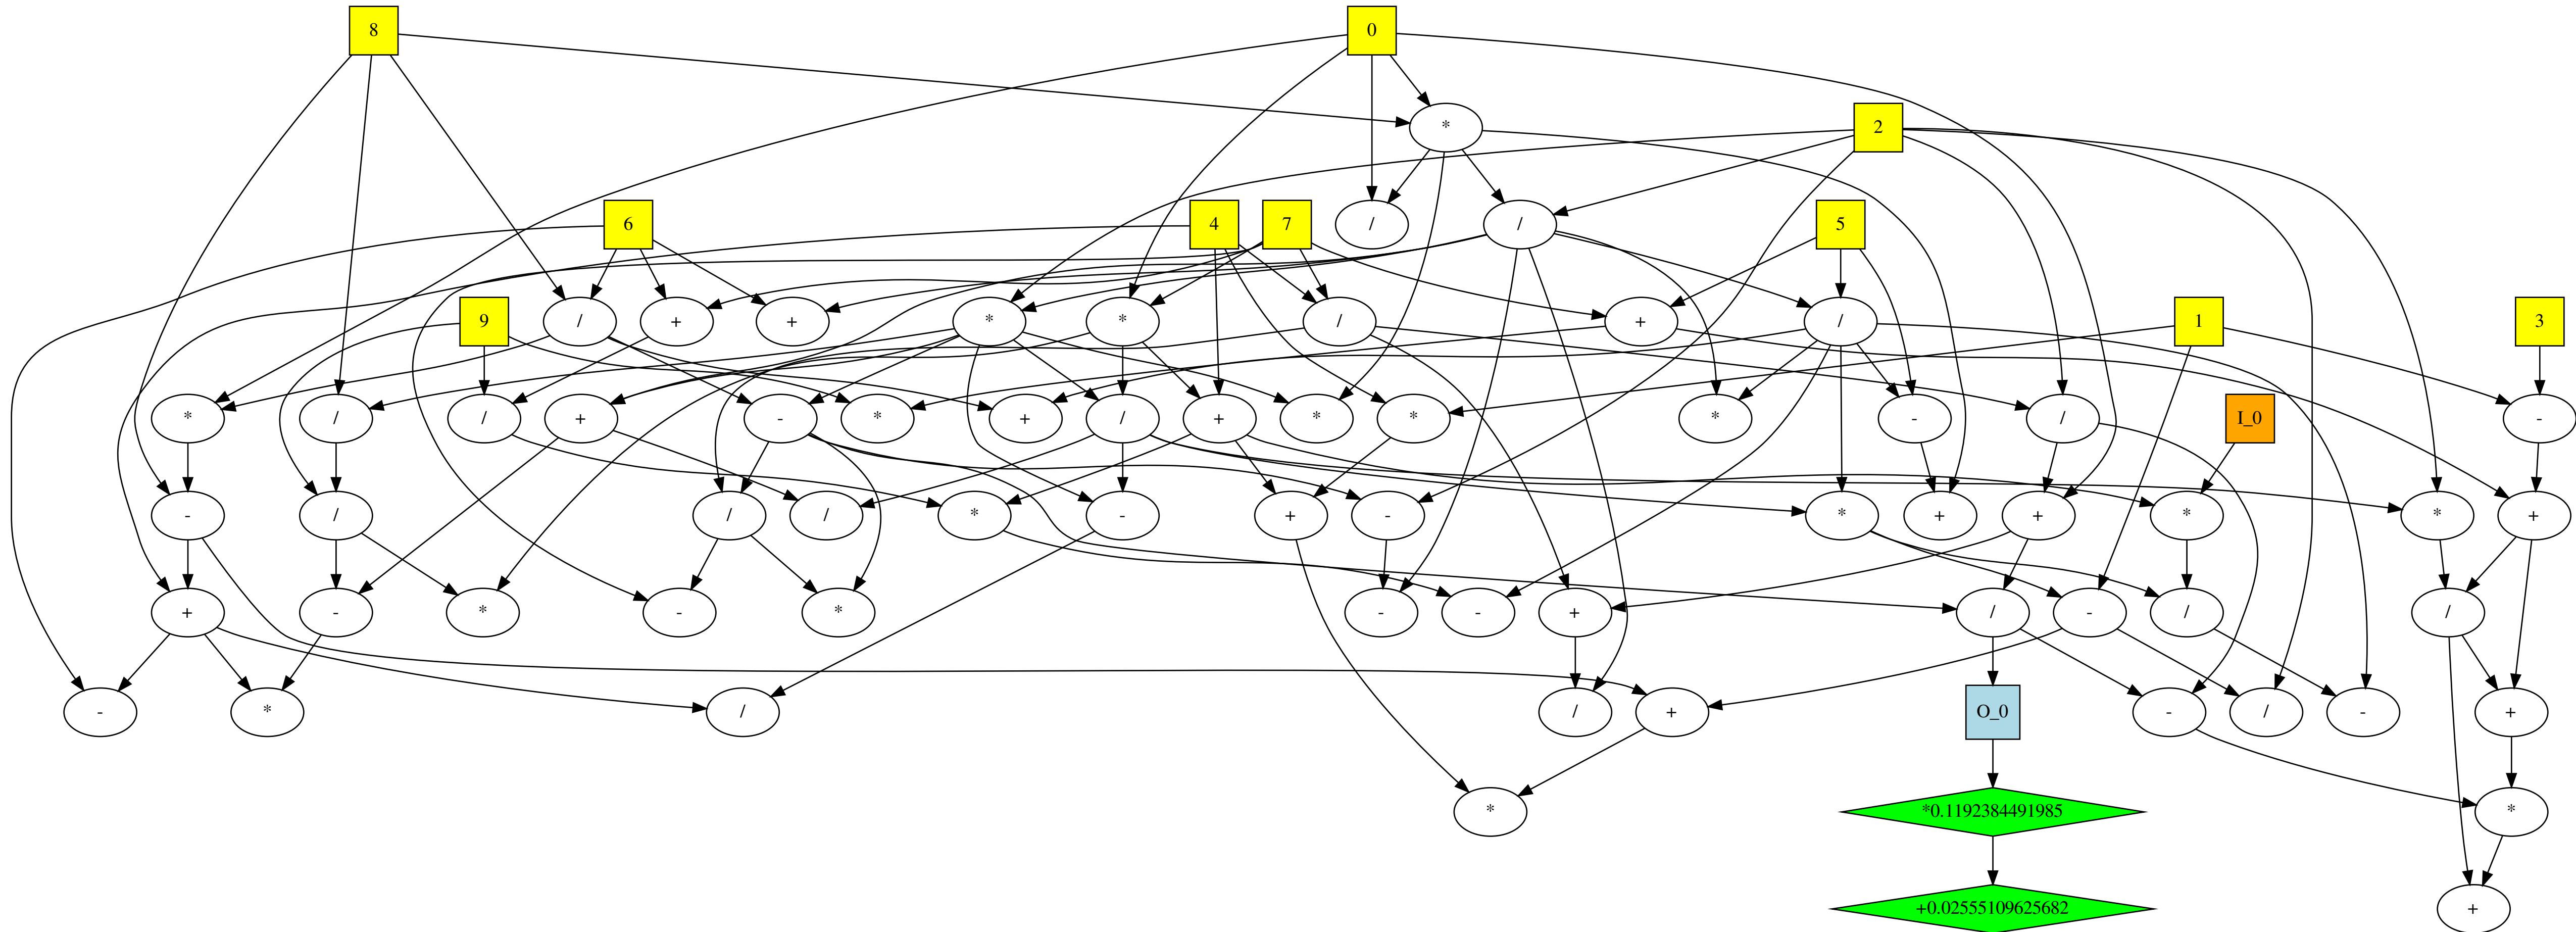 8 0
* 2
6 4 7 / / 5
9 / + + * * / + / 1 3
* / / + - * + / + * * * - / I_0 -
- / / * - + - * + + * * +
+ - * - * - - + / - / /
- * / / + O_0 - / - +
* *0.1192384491985 *
+0.02555109625682 +